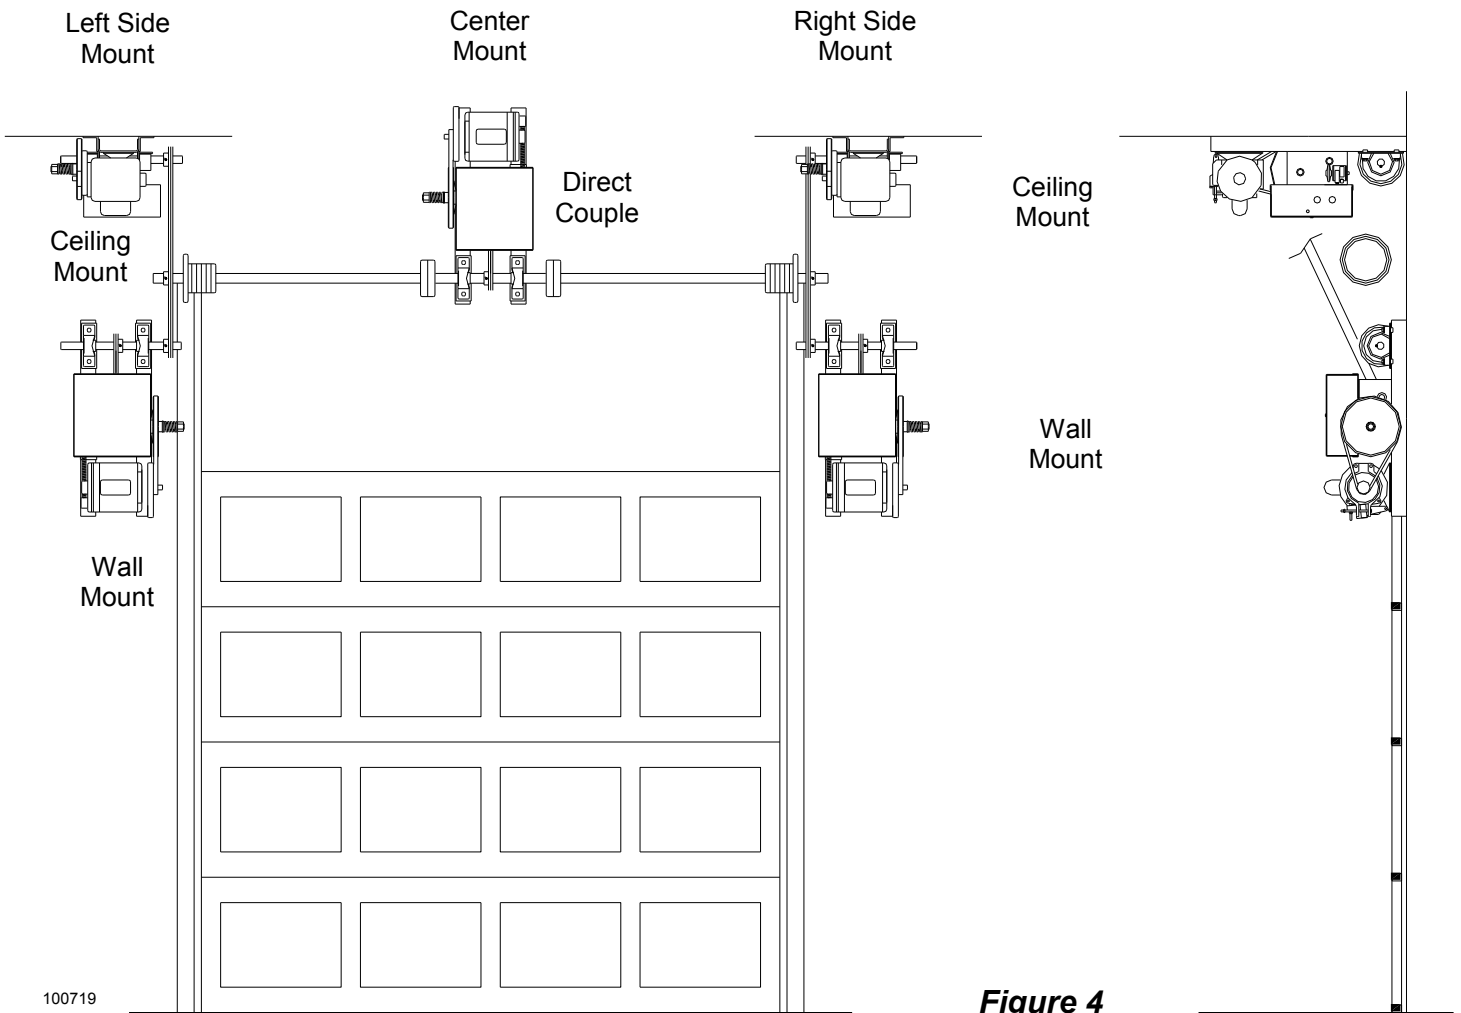 Left Side
Mount
Center
Mount
Right Side
Mount
Direct
Couple
Ceiling
Mount
Ceiling
Mount
Wall
Mount
Wall
Mount
100719
Figure 4